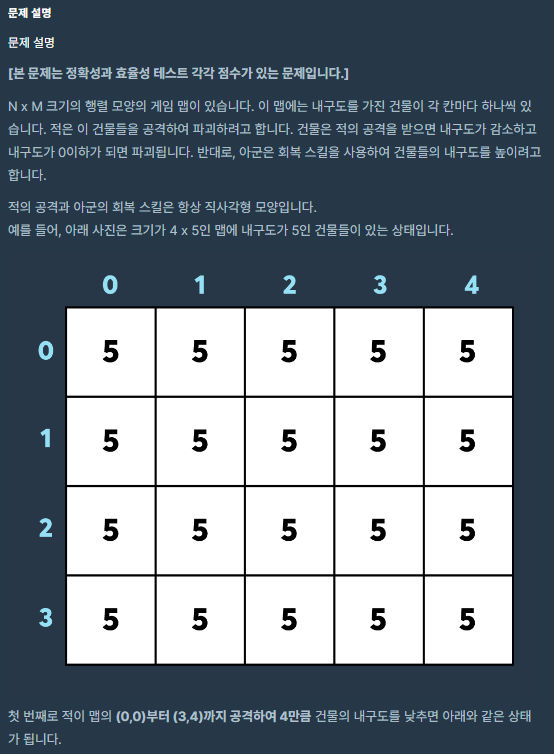 문제 설명
문제 설명
[본 문제는 정확성과 효율성 테스트 각각 점수가 있는 문제입니다.]
N x M 크기의 행렬 모양의 게임 맵이 있습니다. 이 맵에는 내구도를 가진 건물이 각 칸마다 하나씩 있
습니다. 적은 이 건물들을 공격하여 파괴하려고 합니다. 건물은 적의 공격을 받으면 내구도가 감소하고
내구도가 0이하가 되면 파괴됩니다. 반대로, 아군은 회복 스킬을 사용하여 건물들의 내구도를 높이려고
합니다.
적의 공격과 아군의 회복 스킬은 항상 직사각형 모양입니다.
예를 들어, 아래 사진은 크기가 4 x 5인 맵에 내구도가 5인 건물들이 있는 상태입니다.
0 1 2 3 4
0 5 5 5 5 5
1 5 5 5 5 5
2 5 5 5 5 5
3 5 5 5 5 5
첫 번째로 적이 맵의 (0,0)부터 (3,4)까지 공격하여 4만큼 건물의 내구도를 낮추면 아래와 같은 상태
가 됩니다.